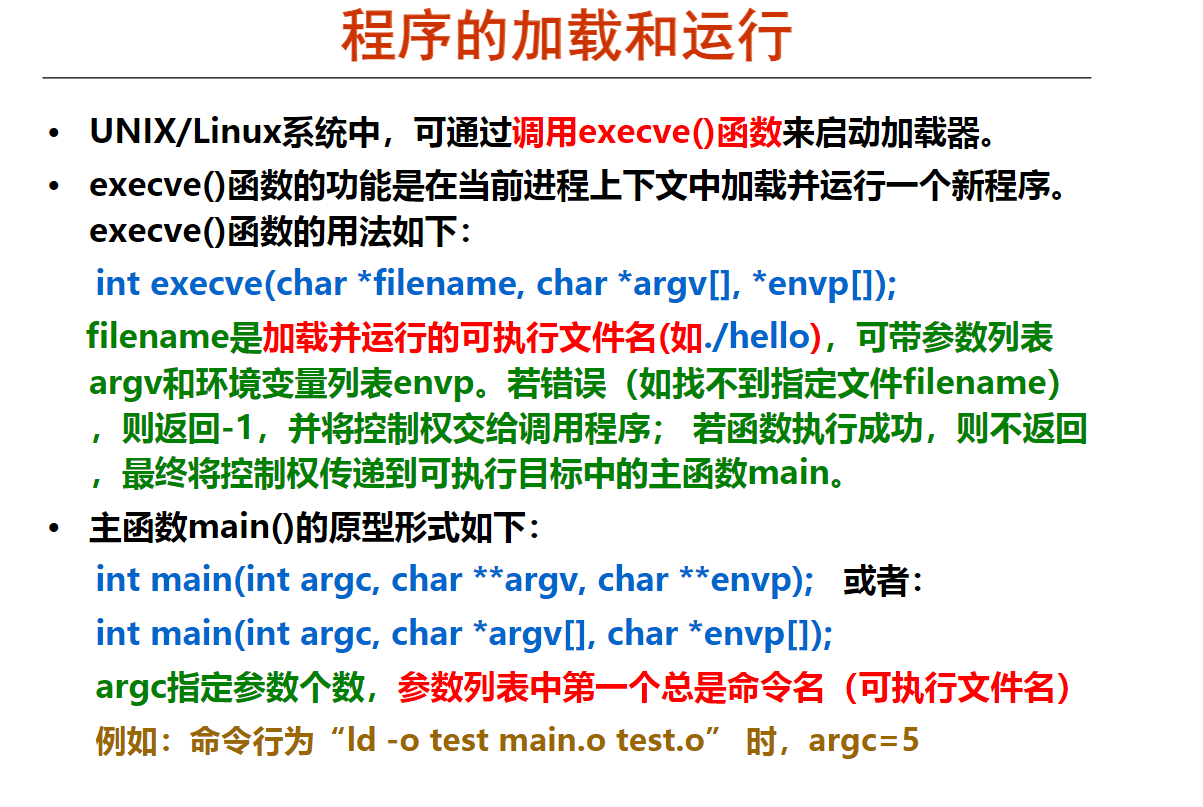 程序的加载和运行
• UNIX/Linux系统中，可通过调用execve()函数来启动加载器。
• execve()函数的功能是在当前进程上下文中加载并运行一个新程序。
execve()函数的用法如下：
int execve(char *filename, char *argv[], *envp[]);
filename是加载并运行的可执行文件名(如./hello)，可带参数列表
argv和环境变量列表envp。若错误（如找不到指定文件filename）
，则返回-1，并将控制权交给调用程序； 若函数执行成功，则不返回
，最终将控制权传递到可执行目标中的主函数main。
• 主函数main()的原型形式如下：
int main(int argc, char **argv, char **envp); 或者：
int main(int argc, char *argv[], char *envp[]);
argc指定参数个数，参数列表中第一个总是命令名（可执行文件名）
例如：命令行为“ld -o test main.o test.o” 时，argc=5